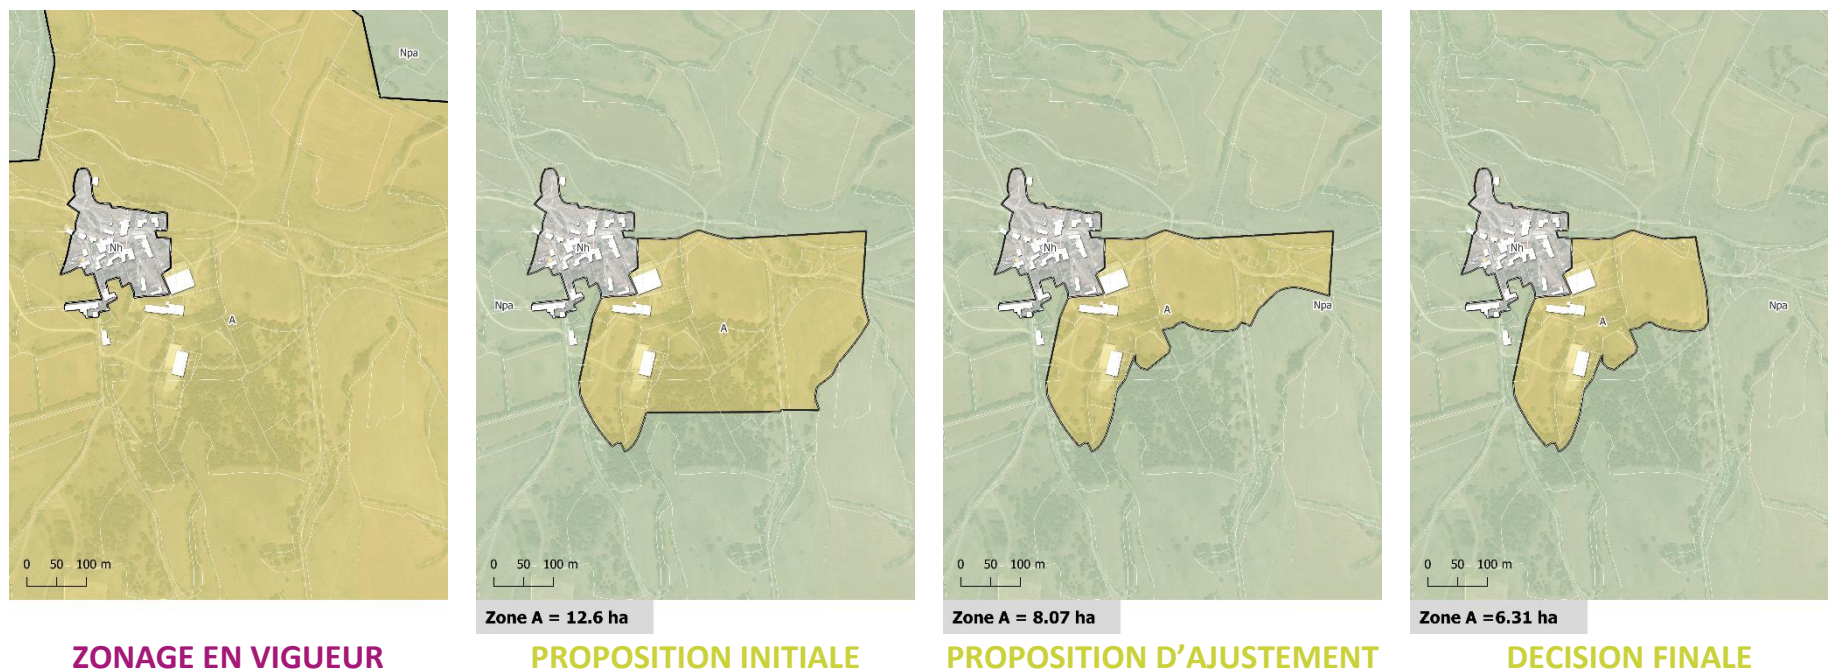 Npa
Nh
A
0 50 100 m
ZONAGE EN VIGUEUR
Nh
Npa
A
0 50 100 m
Zone A = 12.6 ha
PROPOSITION INITIALE
Nh
Npa
A
0 50 100 m
Zone A = 8.07 ha
PROPOSITION D'AJUSTEMENT
Nh
Npa
A
0 50 100 m
Zone A =6.31 ha
DECISION FINALE